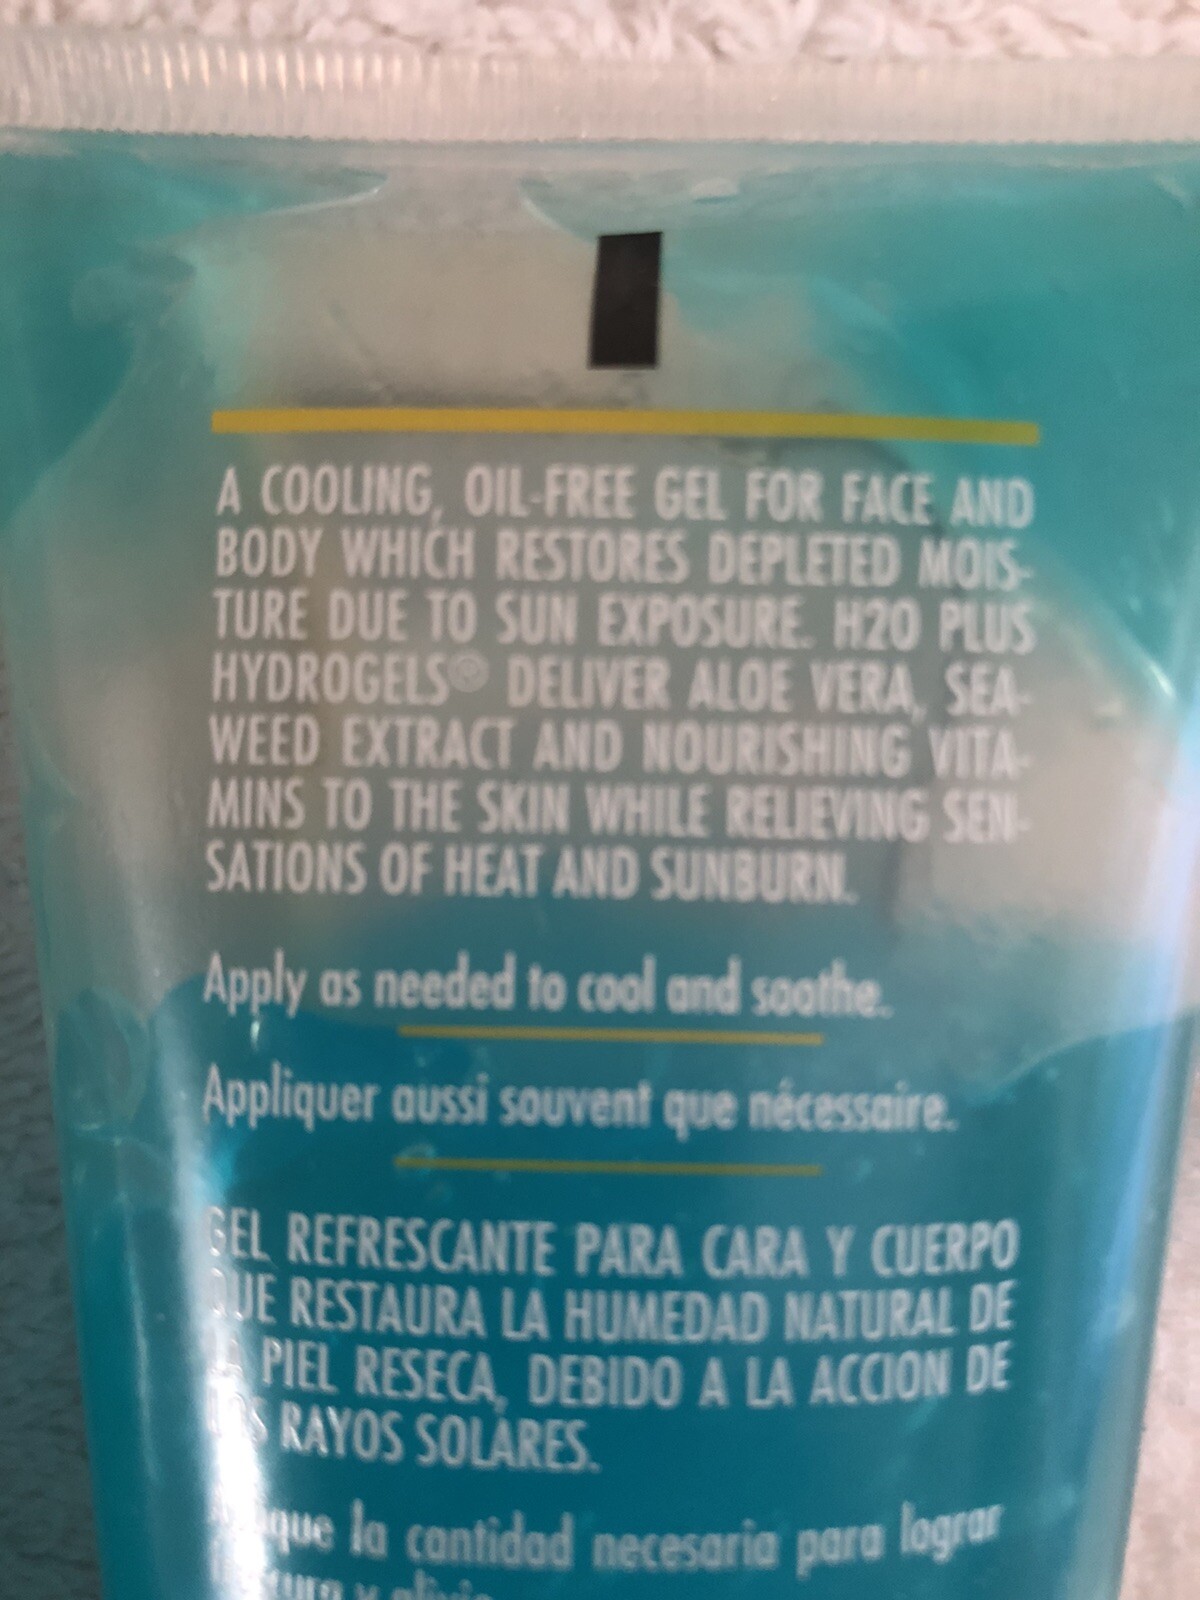 A COOLING, OIL-FREE GEL FOR FACE AND
BODY WHICH RESTORES DEPLETED MOIS-
TURE DUE TO SUN EXPOSURE. H2O PLUS
HYDROGELS® DELIVER ALOE VERA, SEA-
WEED EXTRACT AND NOURISHING VITA-
MINS TO THE SKIN WHILE RELIEVING SEN-
SATIONS OF HEAT AND SUNBURN.
Apply as needed to cool and soothe.
Appliquer aussi souvent que nécessaire.
GEL REFRESCANTE PARA CARA Y CUERPO
QUE RESTAURA LA HUMEDAD NATURAL DE
LA PIEL RESECA, DEBIDO A LA ACCION DE
LOS RAYOS SOLARES.
la cantidad necesaria para lograr
y alivio